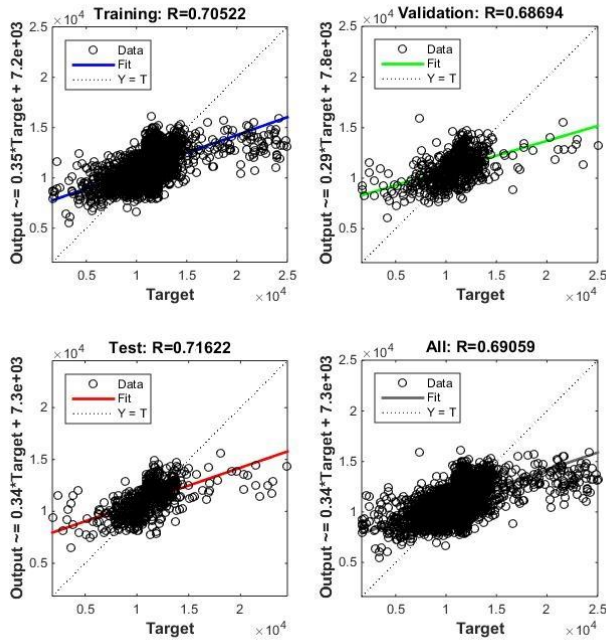 Training: R=0.70522
×10⁴
Output ~= 0.35*Target + 7.2e+03
2.5
2
1.5
1
0.5
Data
Fit
Y = T
0.5 1 1.5 2 2.5
Target
×10⁴
Validation: R=0.68694
×10⁴
Output ~= 0.29*Target + 7.8e+03
2.5
2
1.5
1
0.5
Data
Fit
Y = T
0.5 1 1.5 2 2.5
Target
×10⁴
Test: R=0.71622
×10⁴
Output ~= 0.34*Target + 7.3e+03
2
1.5
1
0.5
Data
Fit
Y = T
0.5 1 1.5 2
Target
×10⁴
All: R=0.69059
×10⁴
Output ~= 0.34*Target + 7.3e+03
2.5
2
1.5
1
0.5
Data
Fit
Y = T
0.5 1 1.5 2 2.5
Target
×10⁴